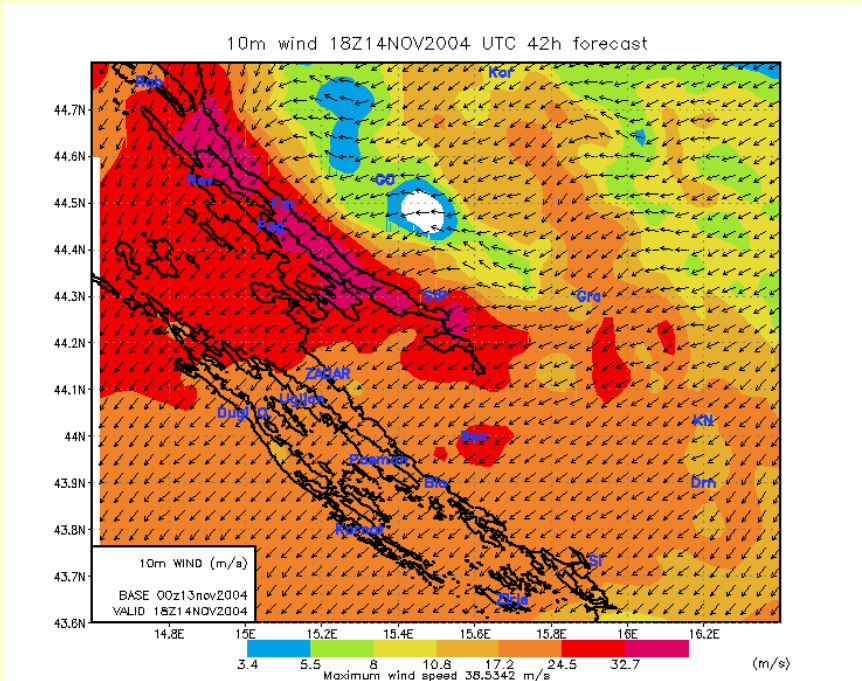 10m wind 18Z14NOV2004 UTC 42h forecast
Rab
Kor
44.7N
44.6N
Nov
GO
44.5N
Kar
Pag
44.4N
44.3N
StP
Gra
44.2N
ZADAR
44.1N
Ugljan
Dugi O.
KN
44N
Ben
Pasman
43.9N
Bio
Drn
43.8N
Kornat
10m WIND (m/s)
SI
43.7N
BASE 00z13nov2004
Zirje
VALID 18Z14NOV2004
43.6N
14.8E 15E 15.2E 15.4E 15.6E 15.8E 16E 16.2E
3.4 5.5 8 10.8 17.2 24.5 32.7 (m/s)
Maximum wind speed 38.5342 m/s